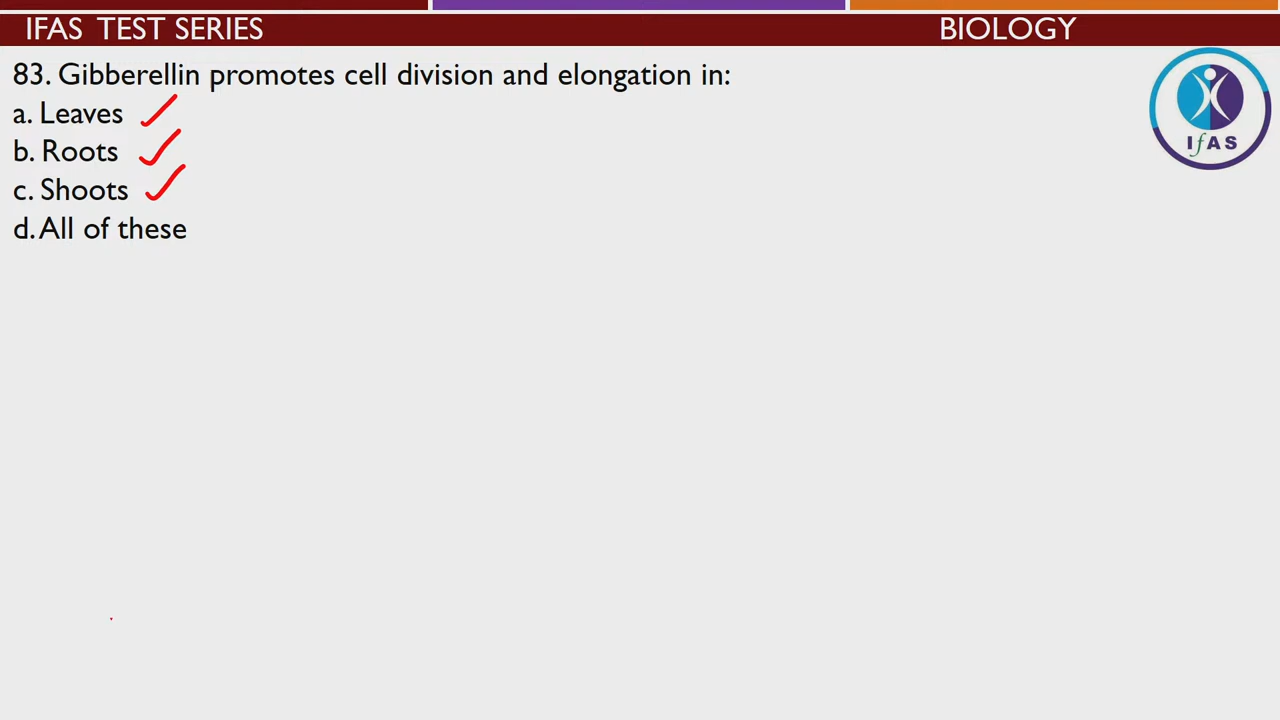 IFAS TEST SERIES
BIOLOGY
83. Gibberellin promotes cell division and elongation in:
a. Leaves
b. Roots
c. Shoots
d. All of these
IfAS